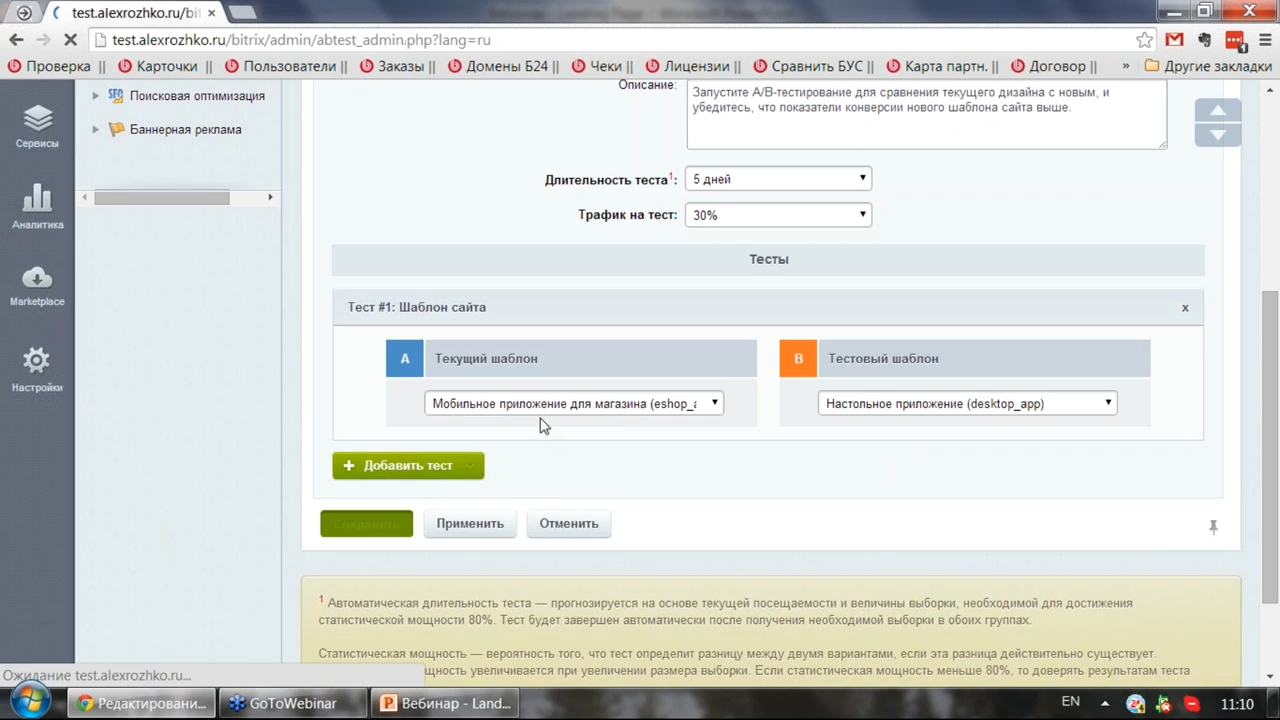 Вебинар - Landing Page - Microsoft PowerPoint
test.alexrozhko.ru/bit ×
test.alexrozhko.ru/bitrix/admin/abtest_admin.php?lang=ru
Проверка || Карточки || Пользователи || Заказы || Домены Б24 || Чеки || Лицензии || Сравнить БУС || Карта партн. || Договор || » Другие закладки
Поисковая оптимизация
Баннерная реклама
Сервисы
Аналитика
Marketplace
Настройки
Описание:
Запустите A/B-тестирование для сравнения текущего дизайна с новым, и
убедитесь, что показатели конверсии нового шаблона сайта выше.
Длительность теста¹: 5 дней
Трафик на тест: 30%
Тесты
Тест #1: Шаблон сайта x
A Текущий шаблон B Тестовый шаблон
Мобильное приложение для магазина (eshop_a Настольное приложение (desktop_app)
+ Добавить тест
Сохранить Применить Отменить
¹ Автоматическая длительность теста — прогнозируется на основе текущей посещаемости и величины выборки, необходимой для достижения
статистической мощности 80%. Тест будет завершен автоматически после получения необходимой выборки в обоих группах.
Статистическая мощность — вероятность того, что тест определит разницу между двумя вариантами, если эта разница действительно существует.
мощность увеличивается при увеличении размера выборки. Если статистическая мощность меньше 80%, то доверять результатам теста
Ожидание test.alexrozhko.ru...
Редактировани... GoToWebinar Вебинар - Land... EN 11:10